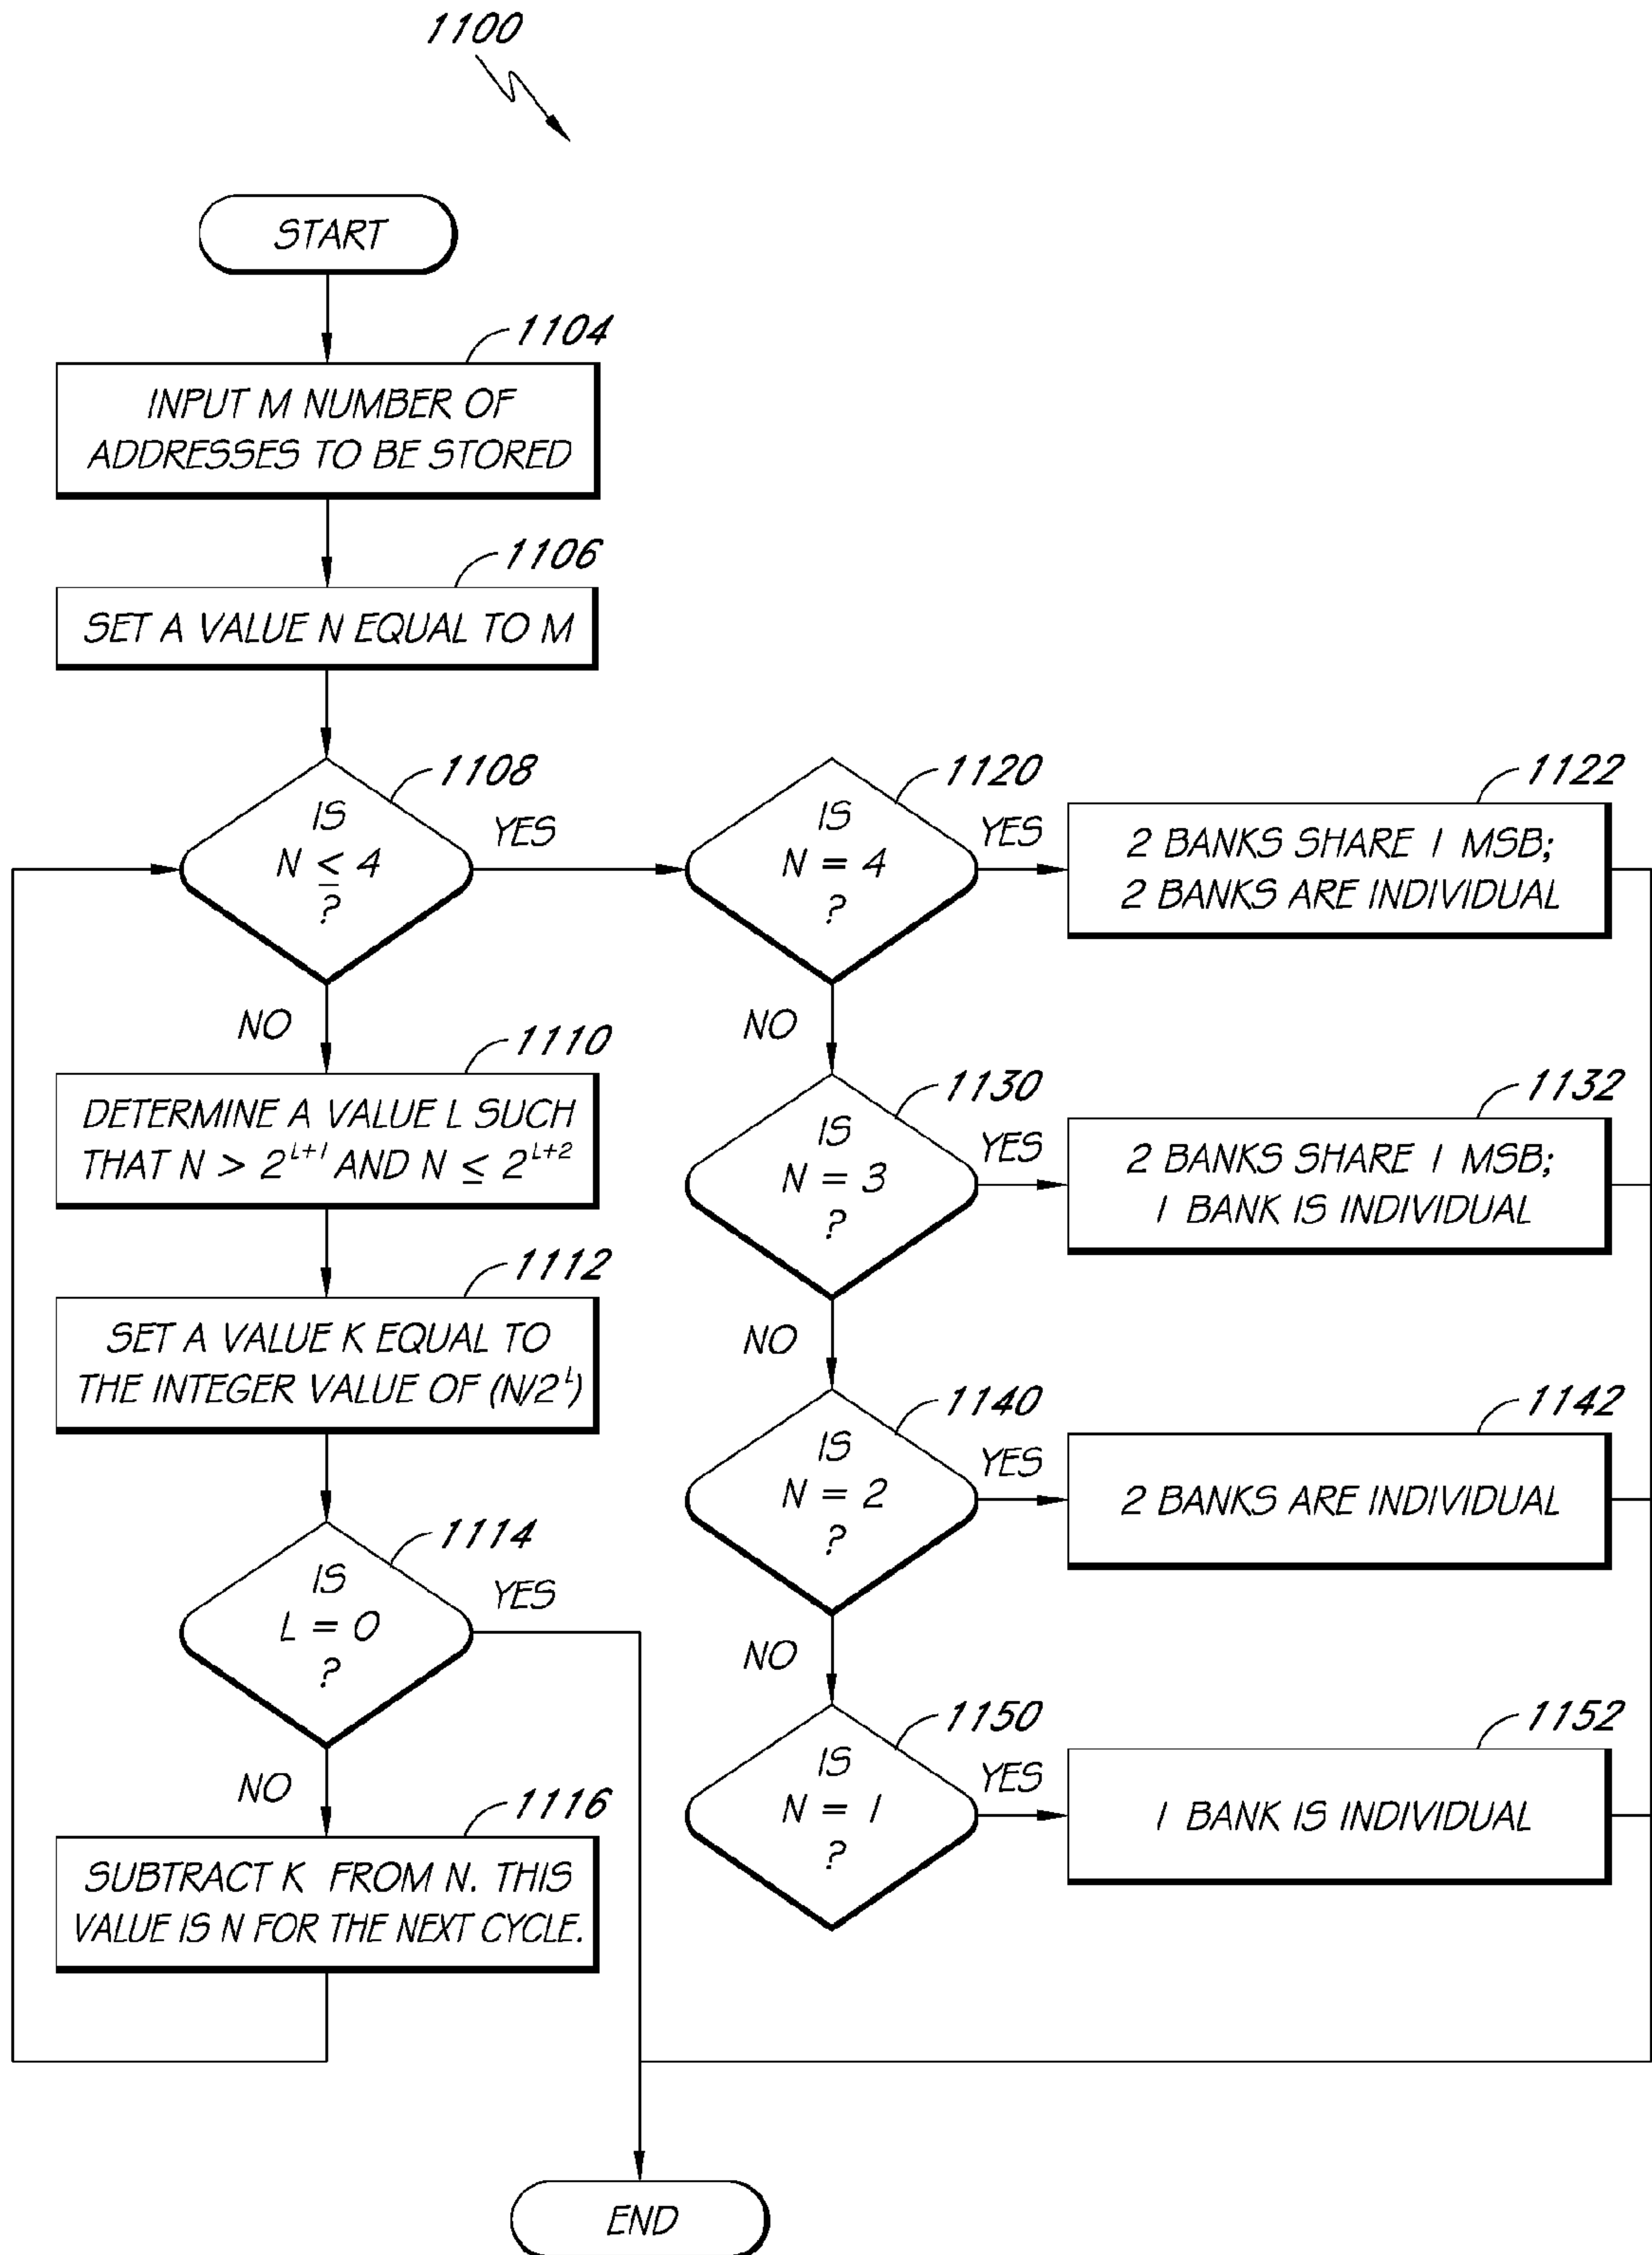 1100
START
1104
INPUT M NUMBER OF
ADDRESSES TO BE STORED
1106
SET A VALUE N EQUAL TO M
1108
IS
N ≤ 4
?
YES
NO
1120
IS
N = 4
?
YES
NO
1122
2 BANKS SHARE 1 MSB;
2 BANKS ARE INDIVIDUAL
1110
DETERMINE A VALUE L SUCH
THAT N > 2^{L+1} AND N ≤ 2^{L+2}
1130
IS
N = 3
?
YES
NO
1132
2 BANKS SHARE 1 MSB;
1 BANK IS INDIVIDUAL
1112
SET A VALUE K EQUAL TO
THE INTEGER VALUE OF (N/2^L)
1140
IS
N = 2
?
YES
NO
1142
2 BANKS ARE INDIVIDUAL
1114
IS
L = 0
?
YES
NO
1150
IS
N = 1
?
YES
1152
1 BANK IS INDIVIDUAL
1116
SUBTRACT K FROM N. THIS
VALUE IS N FOR THE NEXT CYCLE.
END